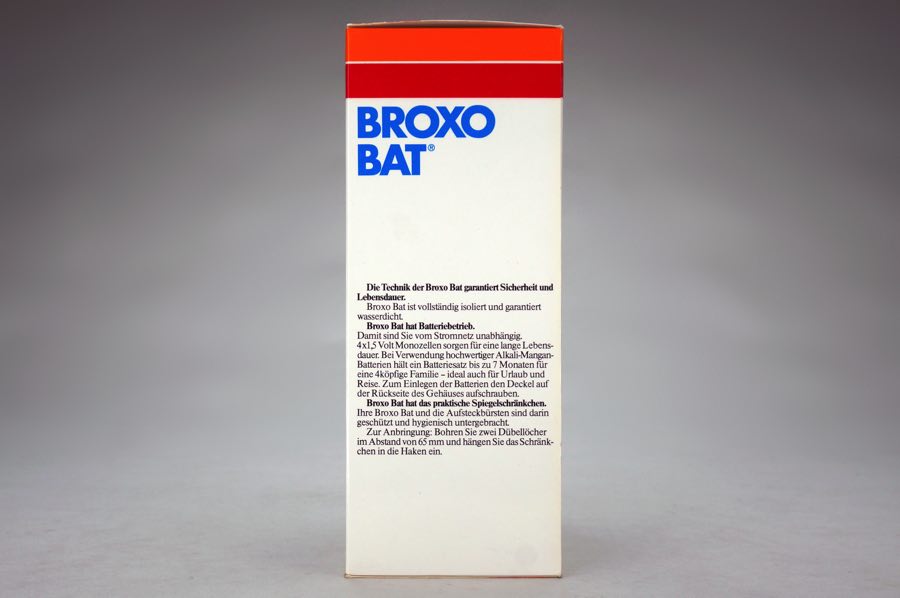 BROXO
BAT®
Die Technik der Broxo Bat garantiert Sicherheit und
Lebensdauer.
Broxo Bat ist vollständig isoliert und garantiert
wasserdicht.
Broxo Bat hat Batteriebetrieb.
Damit sind Sie vom Stromnetz unabhängig.
4x1,5 Volt Monozellen sorgen für eine lange Lebens-
dauer. Bei Verwendung hochwertiger Alkali-Mangan-
Batterien hält ein Batteriesatz bis zu 7 Monaten für
eine 4köpfige Familie – ideal auch für Urlaub und
Reise. Zum Einlegen der Batterien den Deckel auf
der Rückseite des Gehäuses aufschrauben.
Broxo Bat hat das praktische Spiegelschränkchen.
Ihre Broxo Bat und die Aufsteckbürsten sind darin
geschützt und hygienisch untergebracht.
Zur Anbringung: Bohren Sie zwei Dübellöcher
im Abstand von 65 mm und hängen Sie das Schränk-
chen in die Haken ein.